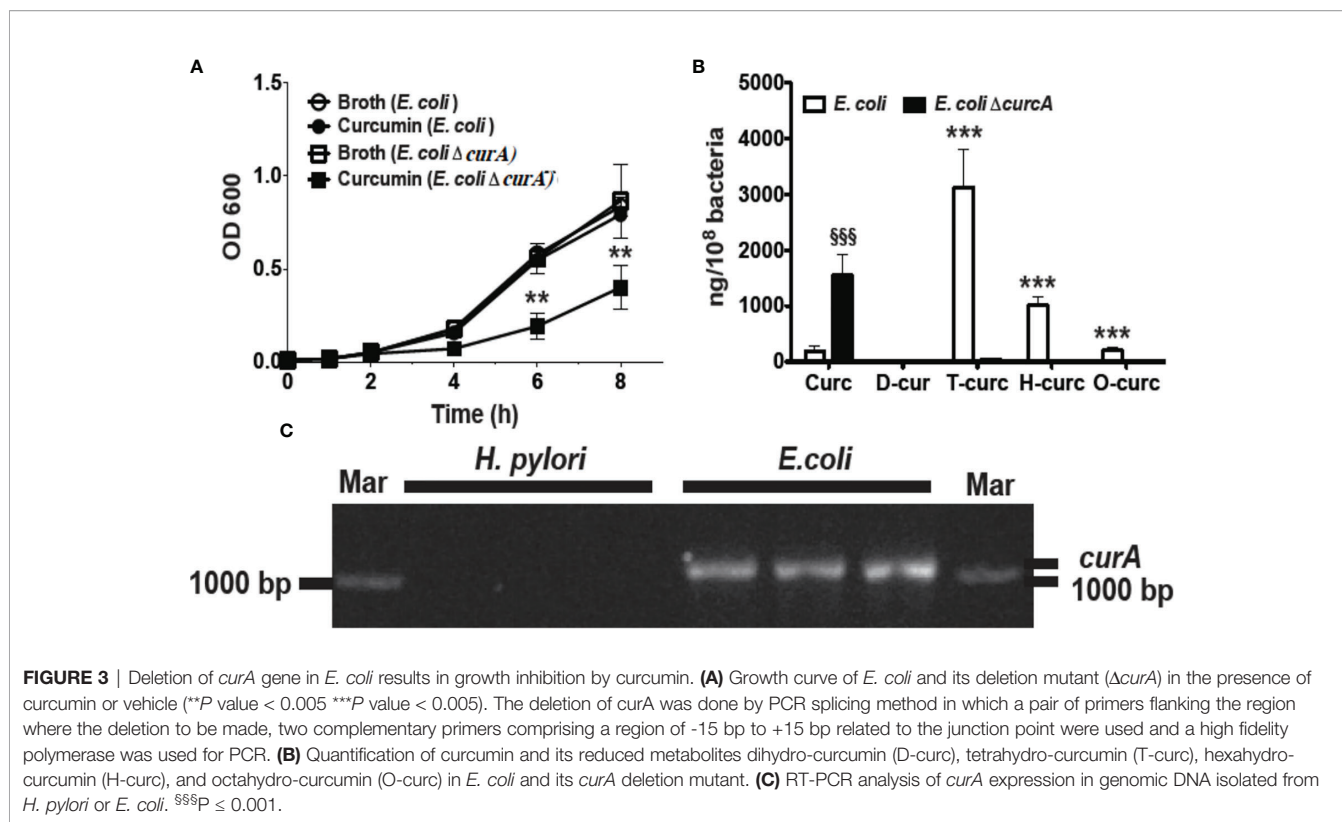 A
1.5
Broth (E. coli)
Curcumin (E. coli)
Broth (E. coli Δ curA)
Curcumin (E. coli Δ curA)
1.0
0.5
0.0
OD 600
**
**
0
2
4
6
8
Time (h)
B
5000
4000
3000
2000
1000
0
ng/10⁸ bacteria
E. coli
E. coli ΔcurcA
§§§
***
***
***
Curc
D-cur
T-curc
H-curc
O-curc
C
H. pylori
E.coli
Mar
Mar
1000 bp
curA
1000 bp
FIGURE 3 | Deletion of curA gene in E. coli results in growth inhibition by curcumin. (A) Growth curve of E. coli and its deletion mutant (ΔcurA) in the presence of
curcumin or vehicle (**P value < 0.005 ***P value < 0.005). The deletion of curA was done by PCR splicing method in which a pair of primers flanking the region
where the deletion to be made, two complementary primers comprising a region of -15 bp to +15 bp related to the junction point were used and a high fidelity
polymerase was used for PCR. (B) Quantification of curcumin and its reduced metabolites dihydro-curcumin (D-curc), tetrahydro-curcumin (T-curc), hexahydro-
curcumin (H-curc), and octahydro-curcumin (O-curc) in E. coli and its curA deletion mutant. (C) RT-PCR analysis of curA expression in genomic DNA isolated from
H. pylori or E. coli. §§§P ≤ 0.001.